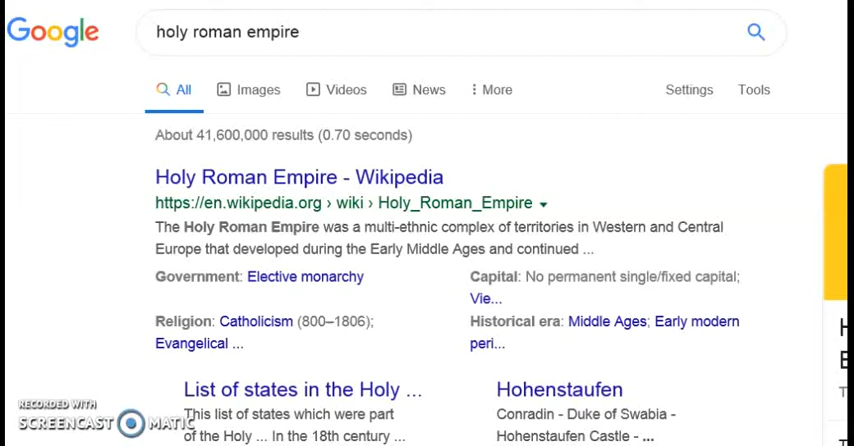 Google
holy roman empire
All Images Videos News More Settings Tools
About 41,600,000 results (0.70 seconds)
Holy Roman Empire - Wikipedia
https://en.wikipedia.org › wiki › Holy_Roman_Empire
The Holy Roman Empire was a multi-ethnic complex of territories in Western and Central
Europe that developed during the Early Middle Ages and continued ...
Government: Elective monarchy
Capital: No permanent single/fixed capital;
Vie...
Religion: Catholicism (800–1806);
Evangelical ...
Historical era: Middle Ages; Early modern
peri...
List of states in the Holy ...
This list of states which were part
of the Holy ... In the 18th century ...
Hohenstaufen
Conradin - Duke of Swabia -
Hohenstaufen Castle - ...
RECORDED WITH
SCREENCAST MATIC